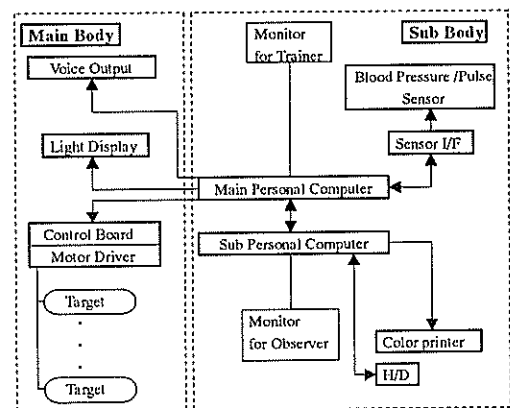 Main Body
Voice Output
Light Display
Control Board
Motor Driver
Target
Target
Monitor
for Trainer
Sub Body
Blood Pressure /Pulse
Sensor
Sensor I/F
Main Personal Computer
Sub Personal Computer
Monitor
for Observer
Color printer
H/D